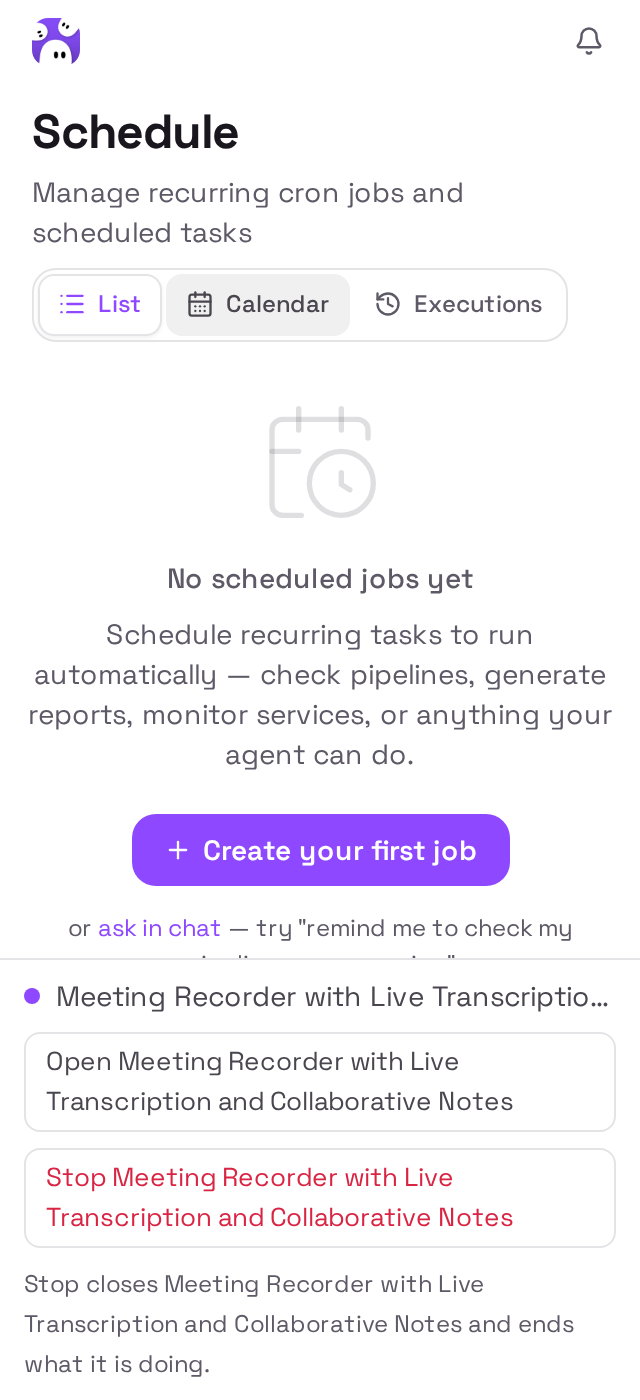 Schedule
Manage recurring cron jobs and
scheduled tasks
List
Calendar
Executions
No scheduled jobs yet
Schedule recurring tasks to run
automatically — check pipelines, generate
reports, monitor services, or anything your
agent can do.
+ Create your first job
or ask in chat — try "remind me to check my
Meeting Recorder with Live Transcriptio...
Open Meeting Recorder with Live
Transcription and Collaborative Notes
Stop Meeting Recorder with Live
Transcription and Collaborative Notes
Stop closes Meeting Recorder with Live
Transcription and Collaborative Notes and ends
what it is doing.